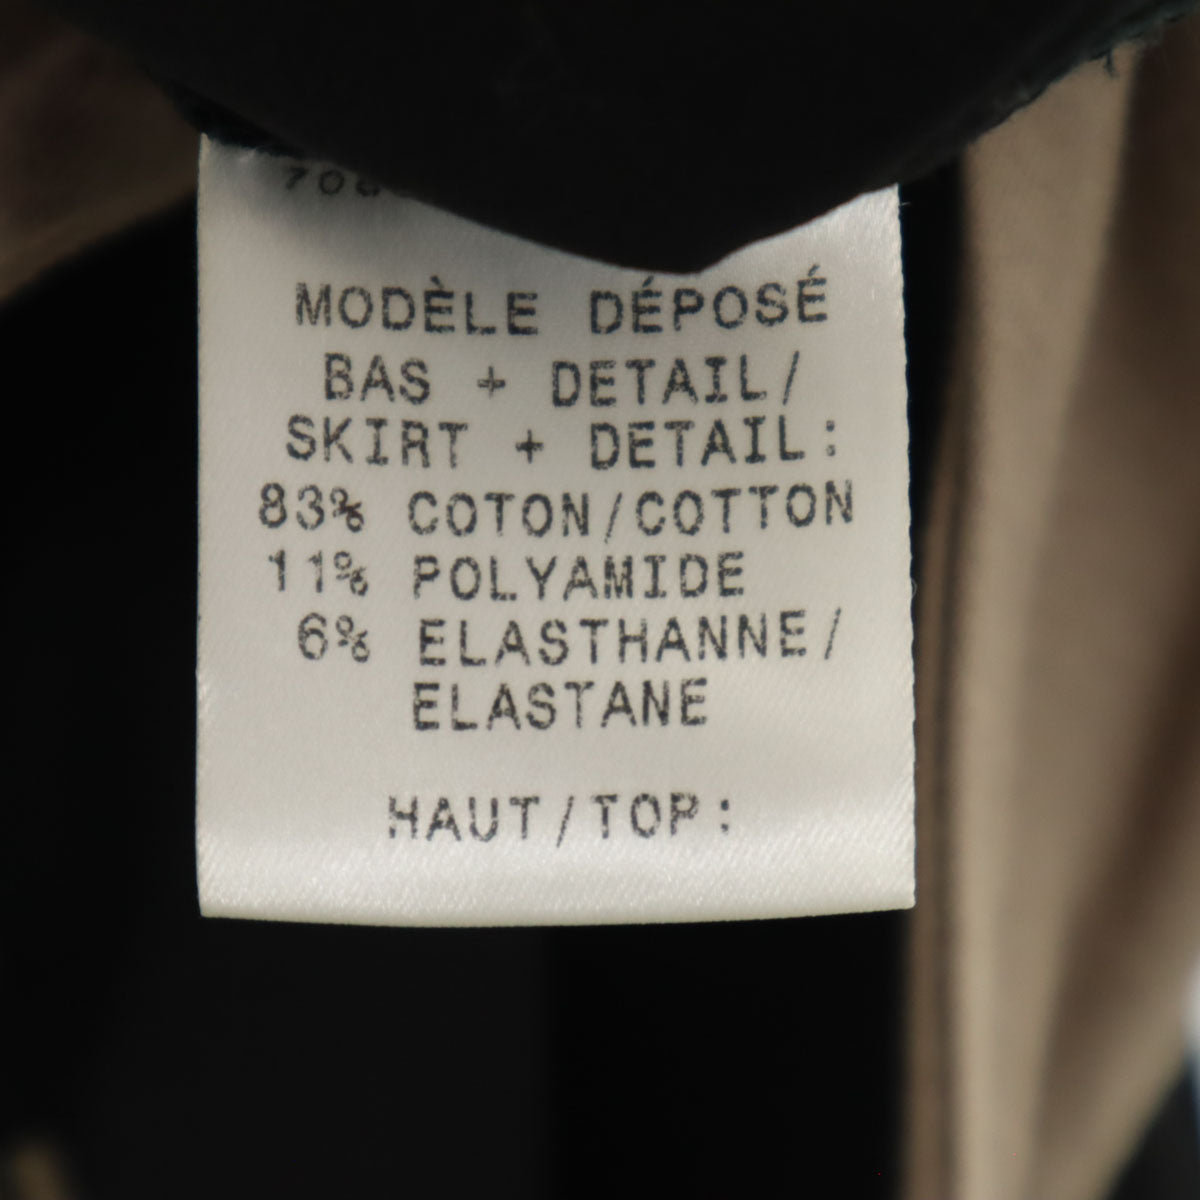 MODÈLE DÉPOSÉ
BAS + DETAIL/
SKIRT + DETAIL:
83% COTON/COTTON
11% POLYAMIDE
6% ELASTHANNE/
ELASTANE
HAUT/TOP: